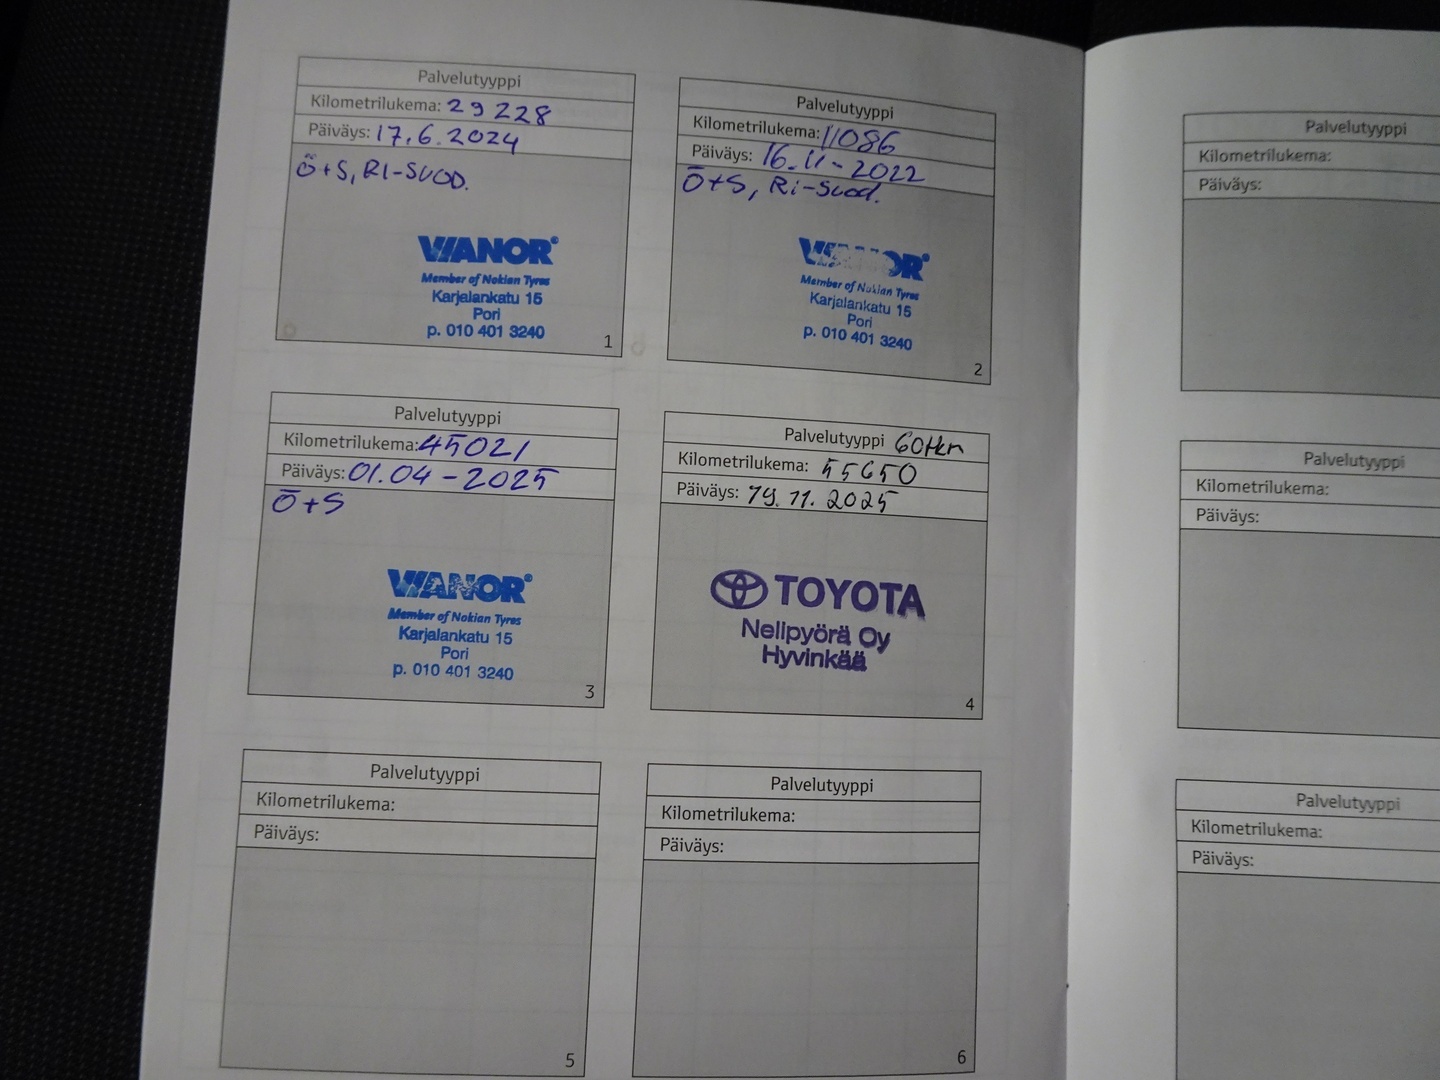 Palvelutyyppi
Kilometrilukema: 29 228
Päiväys: 17.6.2024
Ö+S, RI-SUOD.
VIANOR®
Member of Nokian Tyres
Karjalankatu 15
Pori
p. 010 401 3240
1
Palvelutyyppi
Kilometrilukema: 11086
Päiväys: 16.11-2022
Ö+S, Ri-Suod.
VIANOR®
Member of Nokian Tyres
Karjalankatu 15
Pori
p. 010 401 3240
2
Palvelutyyppi
Kilometrilukema: 45021
Päiväys: 01.04-2025
Ö+S
VIANOR®
Member of Nokian Tyres
Karjalankatu 15
Pori
p. 010 401 3240
3
Palvelutyyppi 60tkm
Kilometrilukema: 55650
Päiväys: 19.11.2025
TOYOTA
Nelipyörä Oy
Hyvinkää
4
Palvelutyyppi
Kilometrilukema:
Päiväys:
5
Palvelutyyppi
Kilometrilukema:
Päiväys:
6
Palvelutyyppi
Kilometrilukema:
Päiväys:
Palvelutyyppi
Kilometrilukema:
Päiväys:
Palvelutyyppi
Kilometrilukema:
Päiväys: